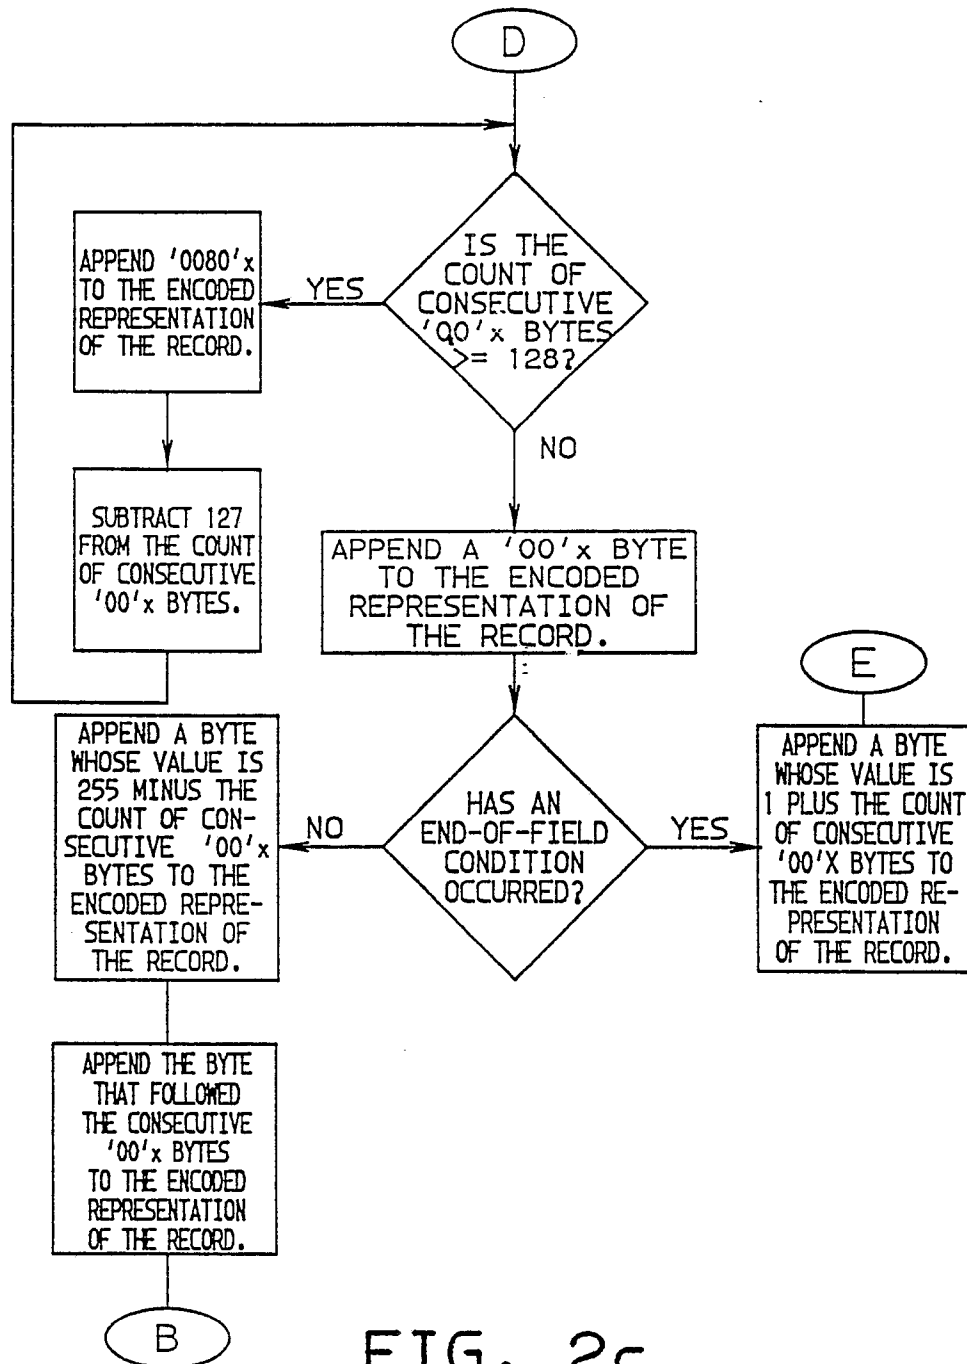 D
IS THE
COUNT OF
CONSECUTIVE
'00'x BYTES
>= 128?
YES
APPEND '0080'x
TO THE ENCODED
REPRESENTATION
OF THE RECORD.
SUBTRACT 127
FROM THE COUNT
OF CONSECUTIVE
'00'x BYTES.
NO
APPEND A '00'x BYTE
TO THE ENCODED
REPRESENTATION OF
THE RECORD.
HAS AN
END-OF-FIELD
CONDITION
OCCURRED?
YES
E
APPEND A BYTE
WHOSE VALUE IS
1 PLUS THE COUNT
OF CONSECUTIVE
'00'X BYTES TO
THE ENCODED RE-
PRESENTATION
OF THE RECORD.
NO
APPEND A BYTE
WHOSE VALUE IS
255 MINUS THE
COUNT OF CON-
SECUTIVE '00'x
BYTES TO THE
ENCODED REPRE-
SENTATION OF
THE RECORD.
APPEND THE BYTE
THAT FOLLOWED
THE CONSECUTIVE
'00'x BYTES
TO THE ENCODED
REPRESENTATION
OF THE RECORD.
B
FIG. 2c